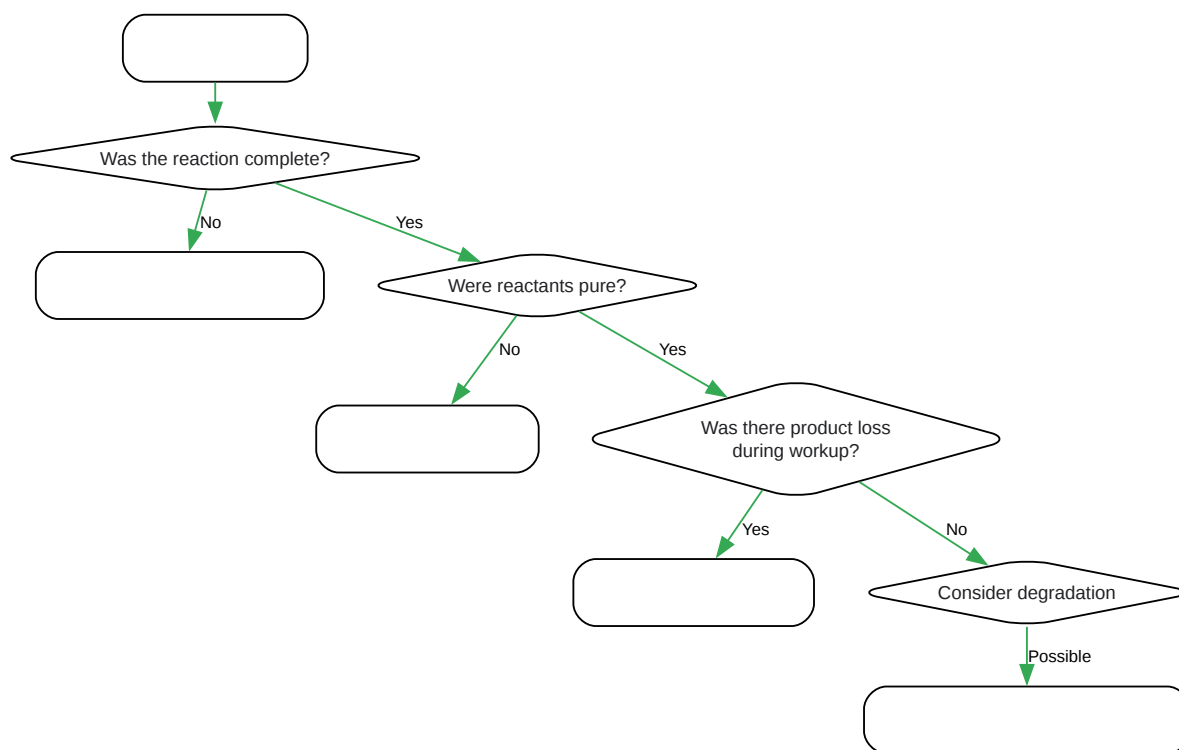 Was the reaction complete?
No
Yes
Were reactants pure?
No
Yes
Was there product loss
during workup?
Yes
No
Consider degradation
Possible